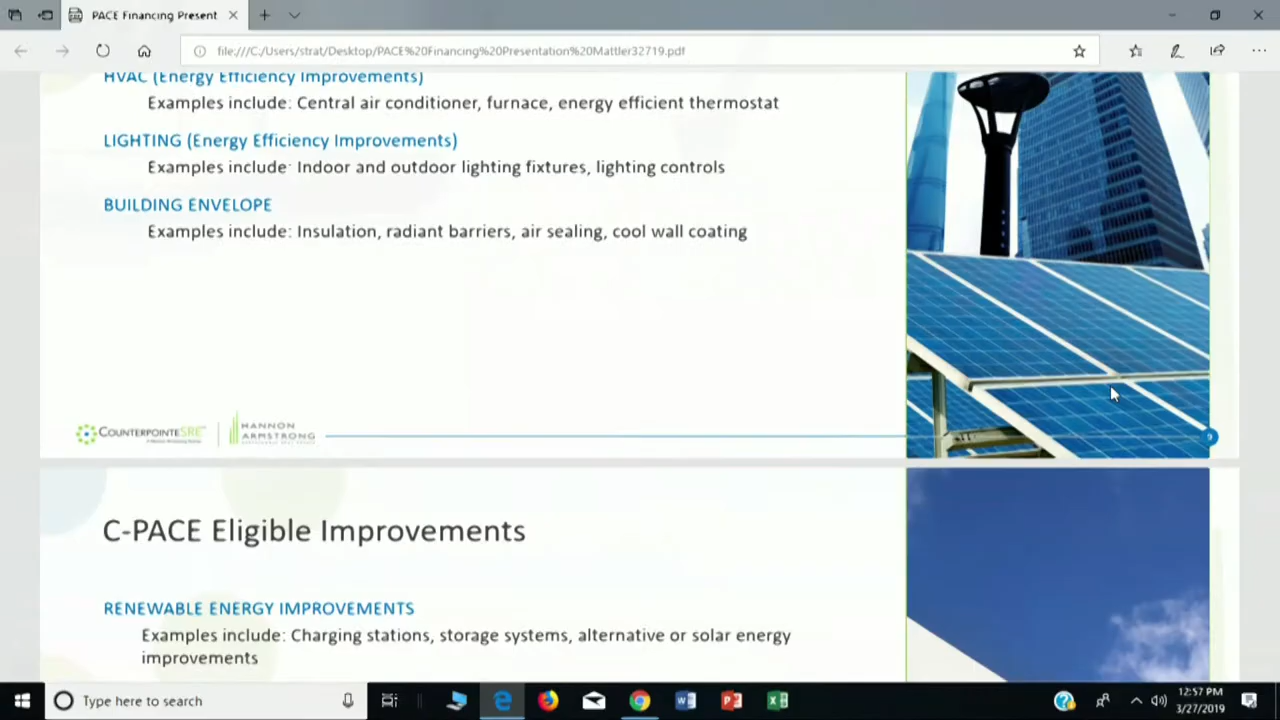 PACE Financing Present
file:///C:/Users/strat/Desktop/PACE%20Financing%20Presentation%20Mattler32719.pdf
HVAC (Energy Efficiency Improvements)
Examples include: Central air conditioner, furnace, energy efficient thermostat
LIGHTING (Energy Efficiency Improvements)
Examples include: Indoor and outdoor lighting fixtures, lighting controls
BUILDING ENVELOPE
Examples include: Insulation, radiant barriers, air sealing, cool wall coating
COUNTERPOINTESRE
HANNON
ARMSTRONG
9
C-PACE Eligible Improvements
RENEWABLE ENERGY IMPROVEMENTS
Examples include: Charging stations, storage systems, alternative or solar energy
improvements
Type here to search
12:57 PM
3/27/2019